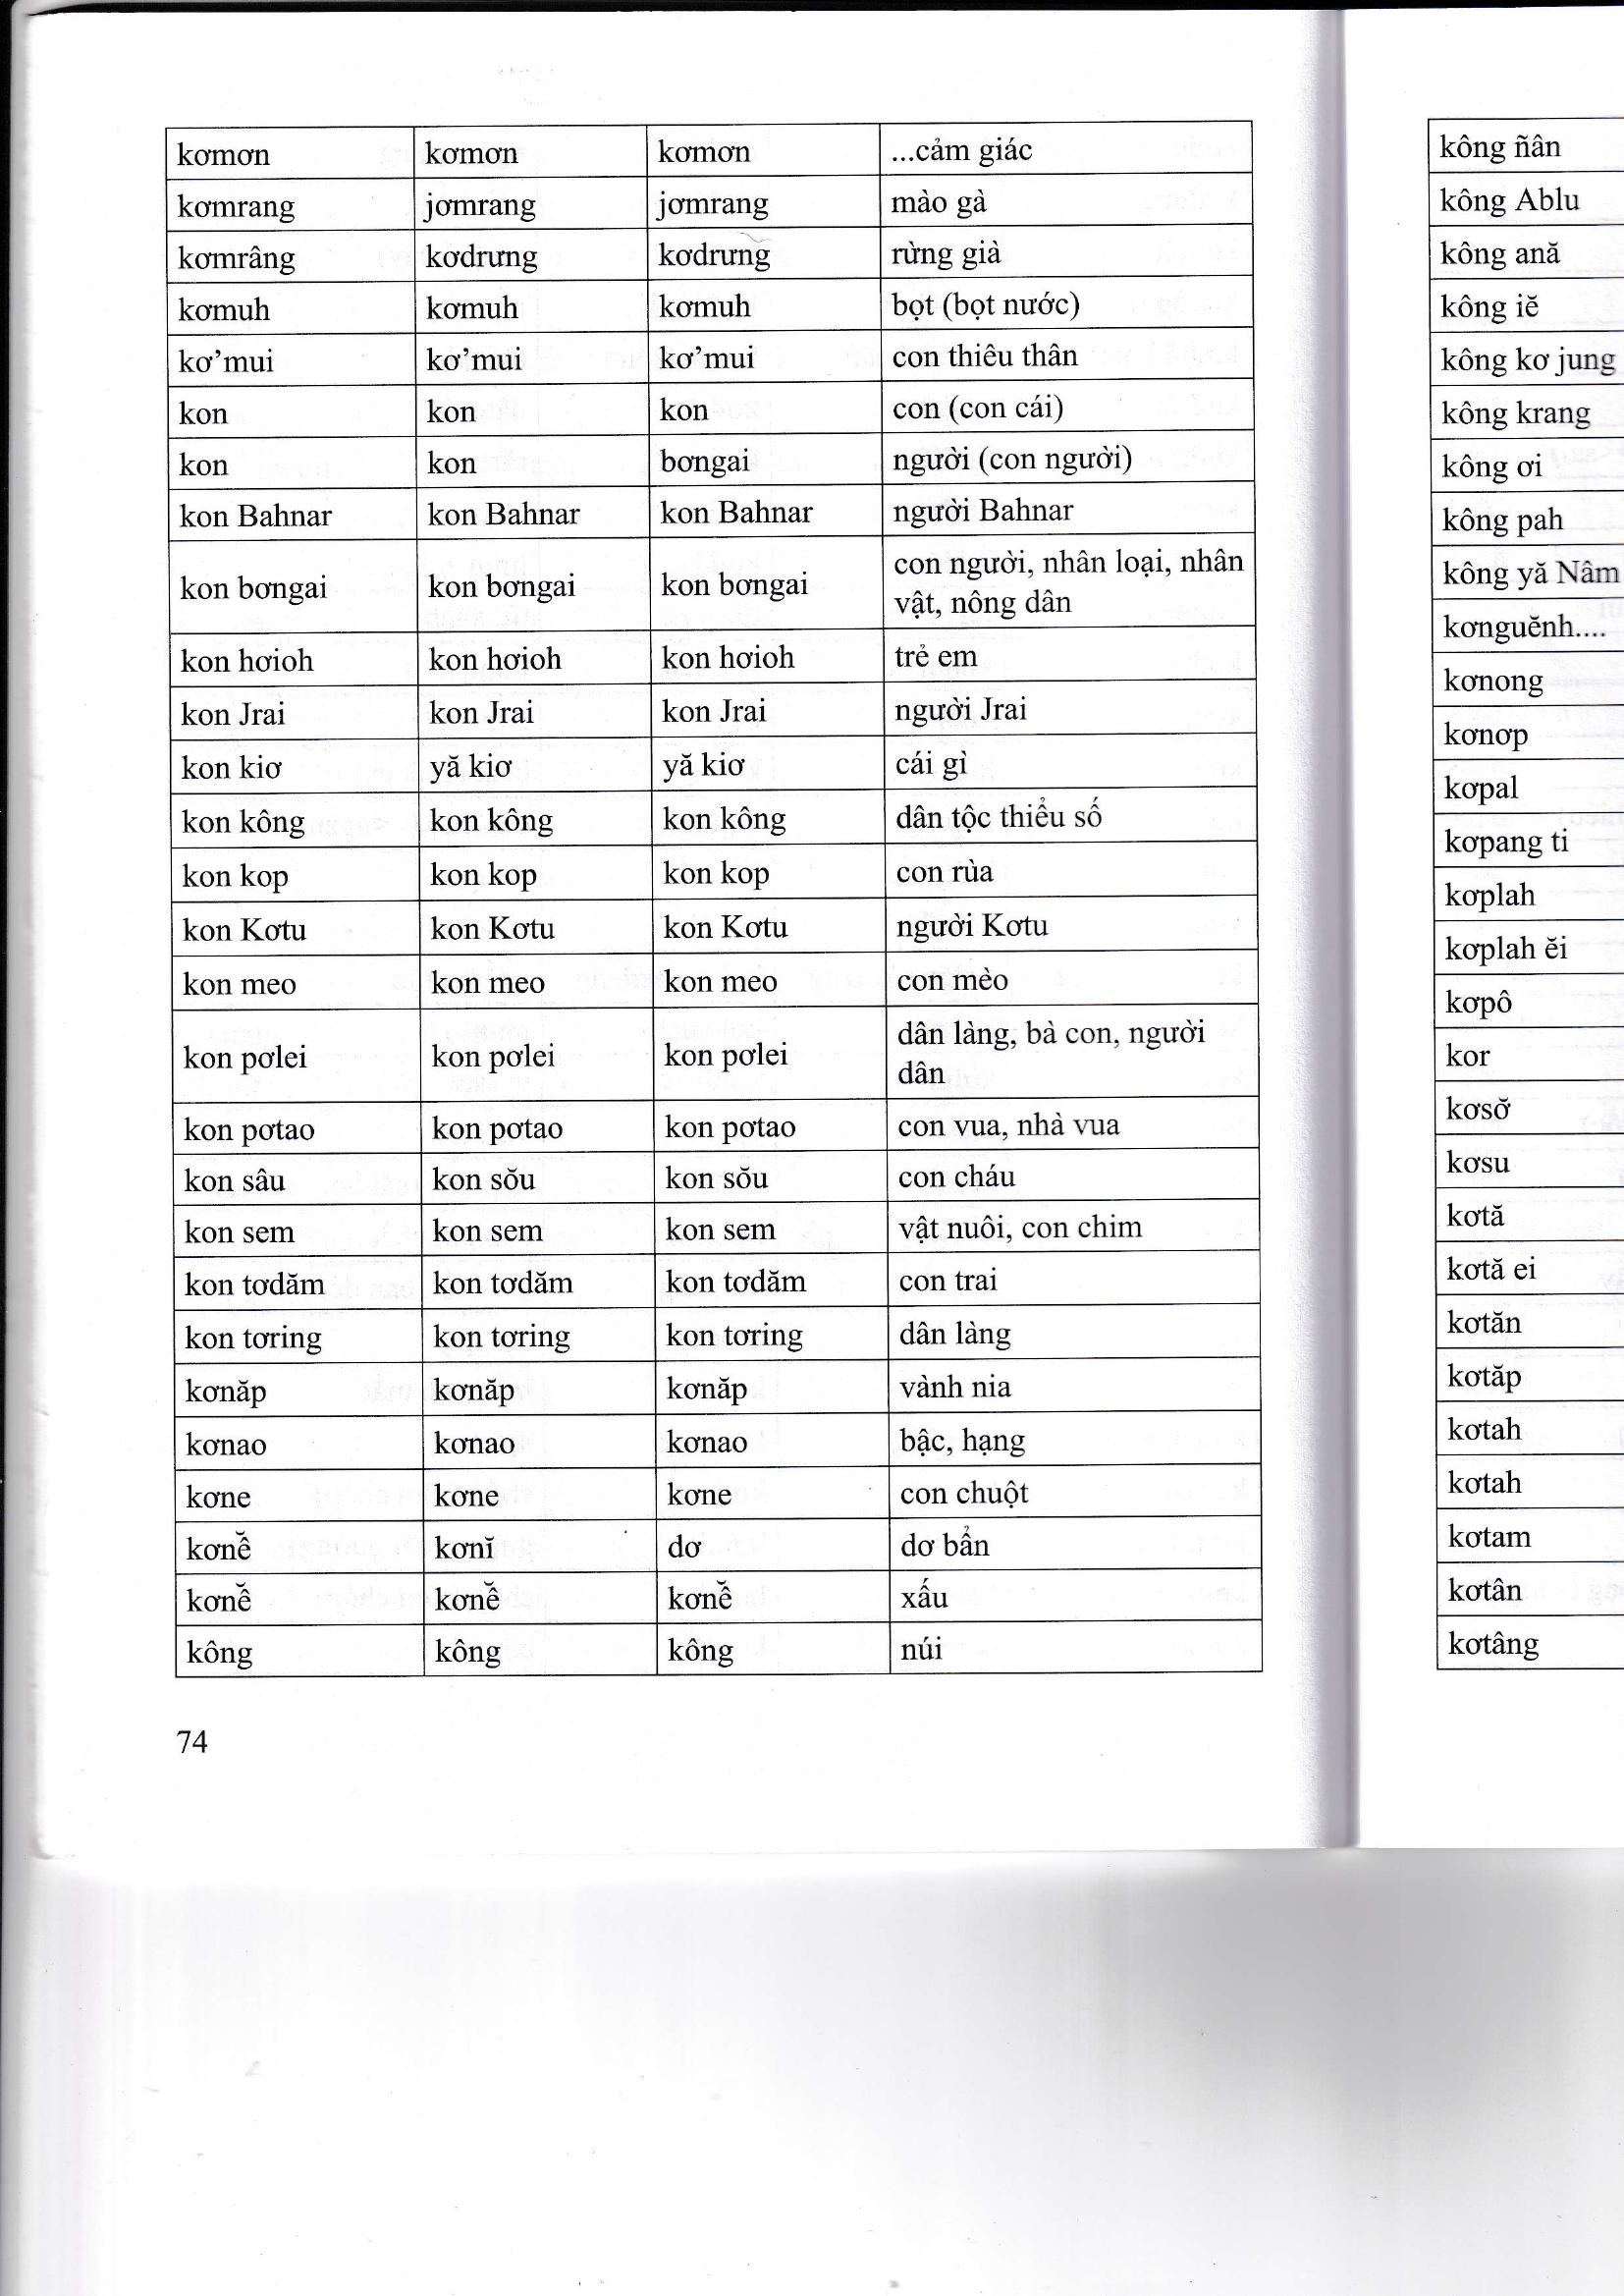 kơmơn kơmơn kơmơn ...cảm giác
kơmrang jơmrang jơmrang mào gà
kơmrâng kơdrưng kơdrưng rừng già
kơmuh kơmuh kơmuh bọt (bọt nước)
kơ’mui kơ’mui kơ’mui con thiêu thân
kon kon kon con (con cái)
kon kon bơngai người (con người)
kon Bahnar kon Bahnar kon Bahnar người Bahnar
kon bơngai kon bơngai kon bơngai con người, nhân loại, nhân
vật, nông dân
kon hơioh kon hơioh kon hơioh trẻ em
kon Jrai kon Jrai kon Jrai người Jrai
kon kiơ yă kiơ yă kiơ cái gì
kon kông kon kông kon kông dân tộc thiểu số
kon kop kon kop kon kop con rùa
kon Kơtu kon Kơtu kon Kơtu người Kơtu
kon meo kon meo kon meo con mèo
kon pơlei kon pơlei kon pơlei dân làng, bà con, người
dân
kon pơtao kon pơtao kon pơtao con vua, nhà vua
kon sâu kon sŏu kon sŏu con cháu
kon sem kon sem kon sem vật nuôi, con chim
kon tơdăm kon tơdăm kon tơdăm con trai
kon tơring kon tơring kon tơring dân làng
kơnăp kơnăp kơnăp vành nia
kơnao kơnao kơnao bậc, hạng
kơne kơne kơne con chuột
kơnê̆ kơnĭ dơ dơ bẩn
kơnê̆ kơnê̆ kơnê̆ xấu
kông kông kông núi
74
kông ñân
kông Ablu
kông ană
kông iĕ
kông kơ jung
kông krang
kông ơi
kông pah
kông yă Nâm
kơnguĕnh....
kơnong
kơnơp
kơpal
kơpang ti
kơplah
kơplah ĕi
kơpô
kor
kơsơ̆
kơsu
kơtă
kơtă ei
kơtăn
kơtăp
kơtah
kơtah
kơtam
kơtân
kơtâng